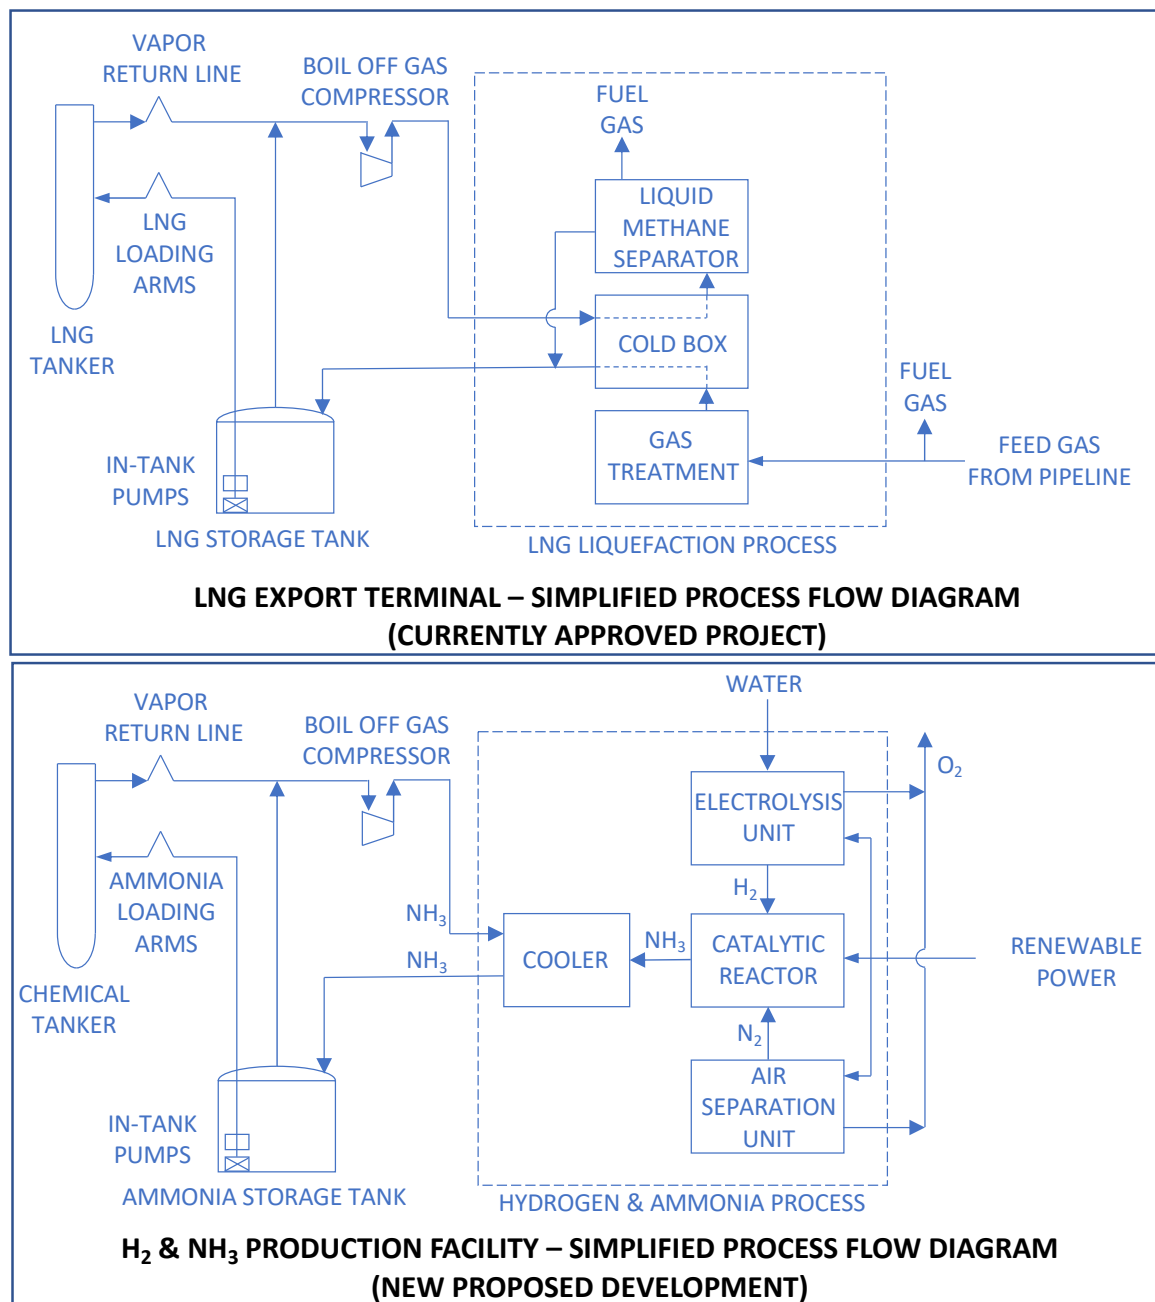 VAPOR
RETURN LINE
BOIL OFF GAS
COMPRESSOR
FUEL
GAS
LIQUID
METHANE
SEPARATOR
LNG
LOADING
ARMS
LNG
TANKER
COLD BOX
FUEL
GAS
GAS
TREATMENT
FEED GAS
FROM PIPELINE
IN-TANK
PUMPS
LNG STORAGE TANK
LNG LIQUEFACTION PROCESS
LNG EXPORT TERMINAL – SIMPLIFIED PROCESS FLOW DIAGRAM
(CURRENTLY APPROVED PROJECT)
WATER
VAPOR
RETURN LINE
BOIL OFF GAS
COMPRESSOR
O₂
ELECTROLYSIS
UNIT
AMMONIA
LOADING
ARMS
H₂
NH₃
NH₃
COOLER
NH₃
CATALYTIC
REACTOR
RENEWABLE
POWER
CHEMICAL
TANKER
N₂
AIR
SEPARATION
UNIT
IN-TANK
PUMPS
AMMONIA STORAGE TANK
HYDROGEN & AMMONIA PROCESS
H₂ & NH₃ PRODUCTION FACILITY – SIMPLIFIED PROCESS FLOW DIAGRAM
(NEW PROPOSED DEVELOPMENT)